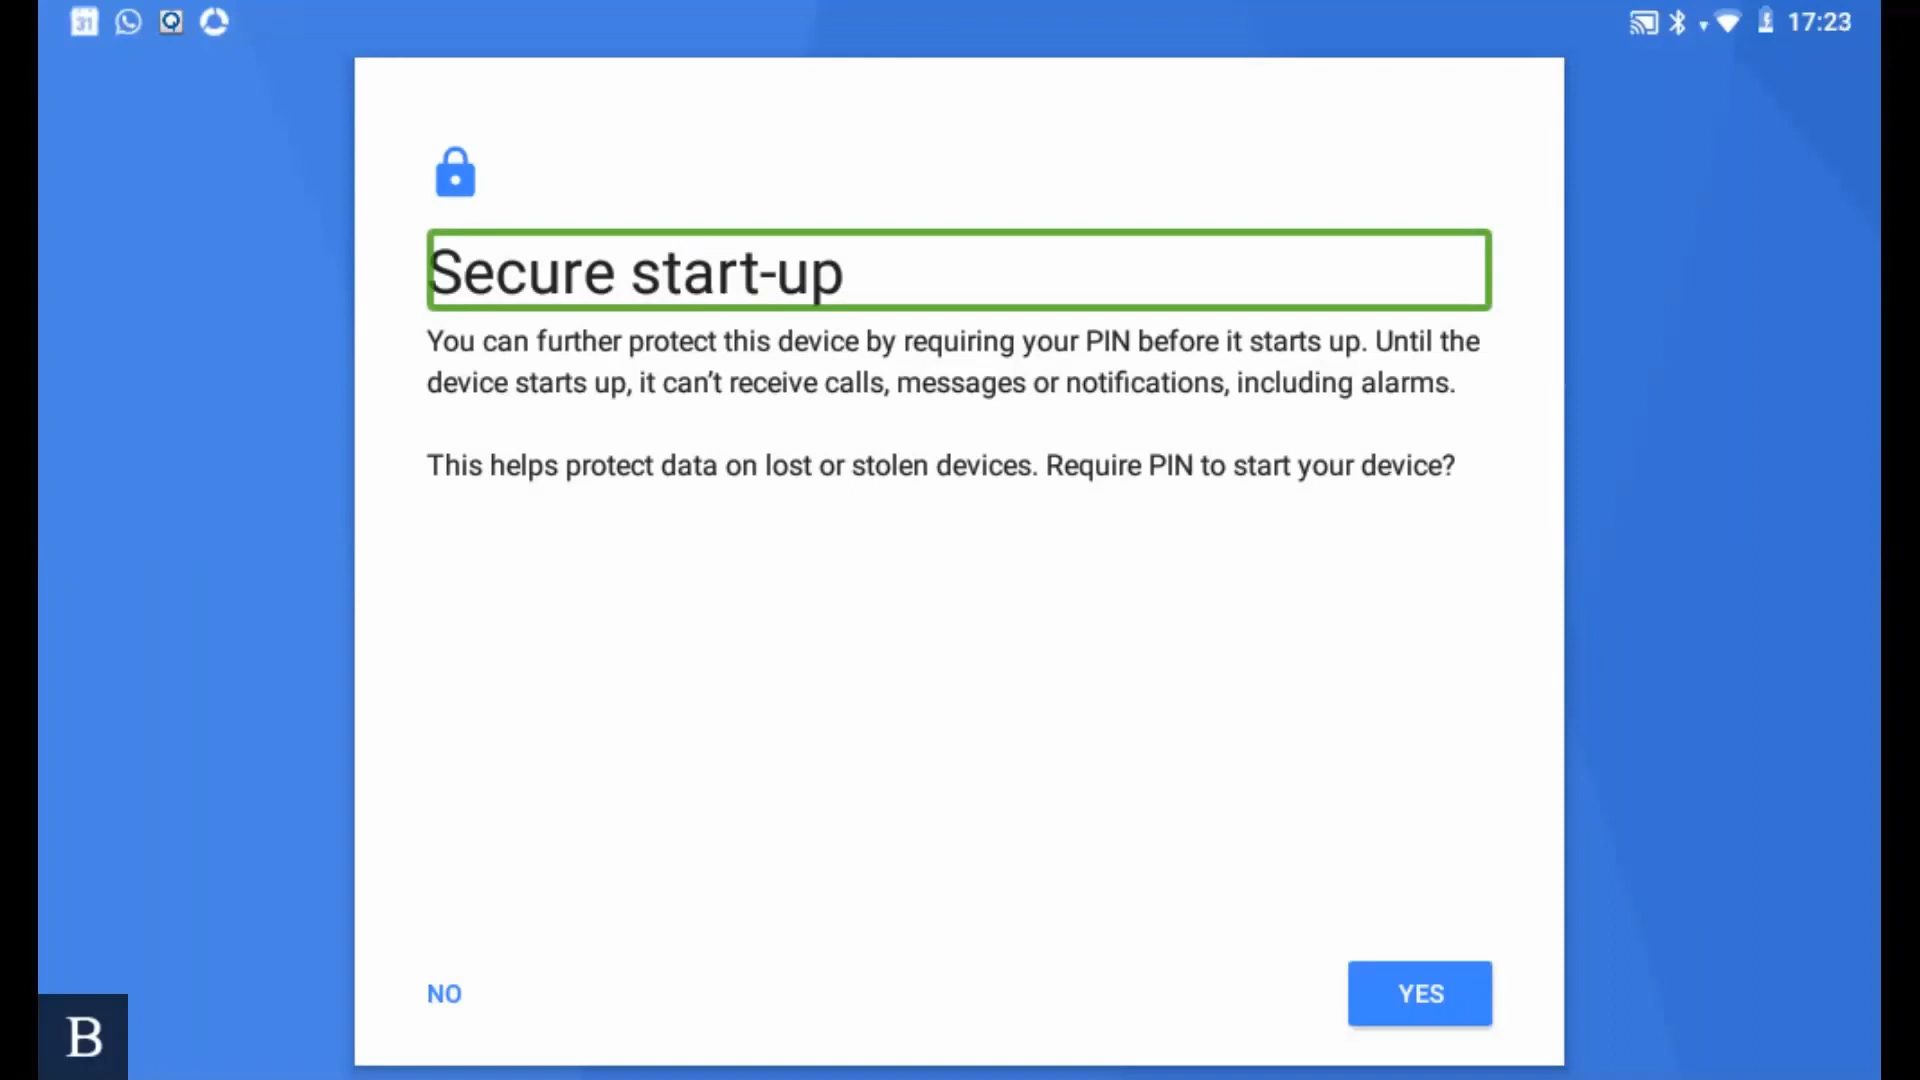 31
17:23
Secure start-up
You can further protect this device by requiring your PIN before it starts up. Until the
device starts up, it can’t receive calls, messages or notifications, including alarms.
This helps protect data on lost or stolen devices. Require PIN to start your device?
NO
YES
B